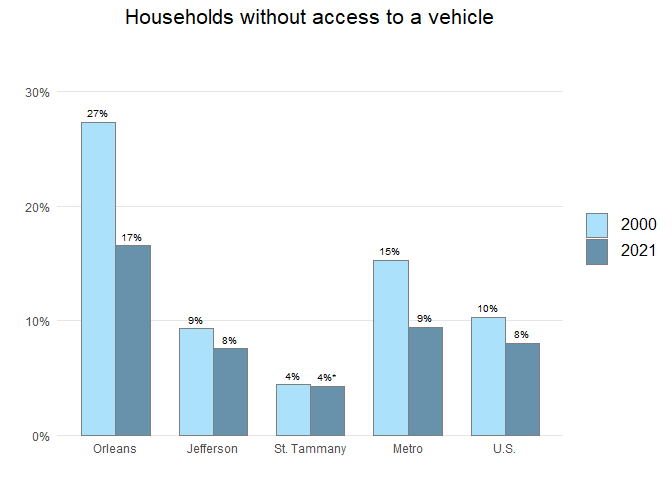 Households without access to a vehicle
30%
20%
10%
0%
27%
17%
9%
8%
4%
4%*
15%
9%
10%
8%
Orleans
Jefferson
St. Tammany
Metro
U.S.
2000
2021